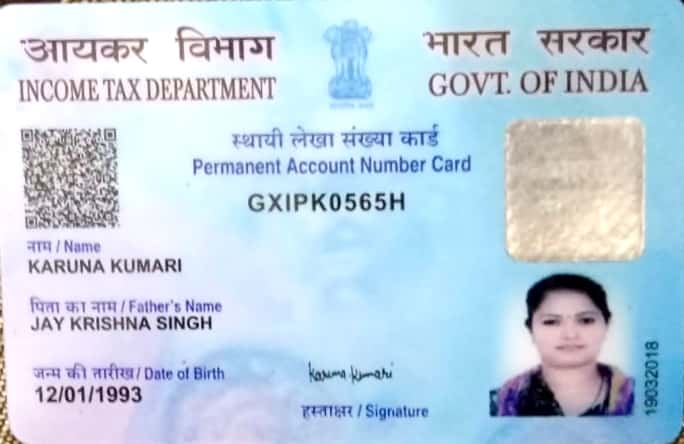 आयकर विभाग
INCOME TAX DEPARTMENT
भारत सरकार
GOVT. OF INDIA
स्थायी लेखा संख्या कार्ड
Permanent Account Number Card
GXIPK0565H
नाम / Name
KARUNA KUMARI
पिता का नाम / Father's Name
JAY KRISHNA SINGH
जन्म की तारीख / Date of Birth
12/01/1993
Karuna Kumari
हस्ताक्षर / Signature
19032018